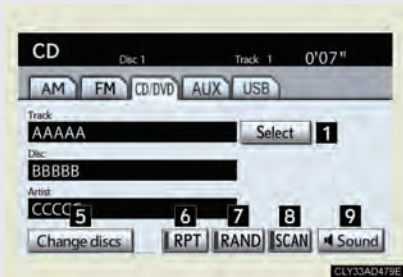 CD Disc 1 Track 1 0'07"
AM FM CD/DVD AUX USB
Track
AAAAA Select 1
Disc
BBBBB
Artist
CCCCC
5 6 7 8 9
Change discs RPT RAND SCAN Sound
CLY33AD479E